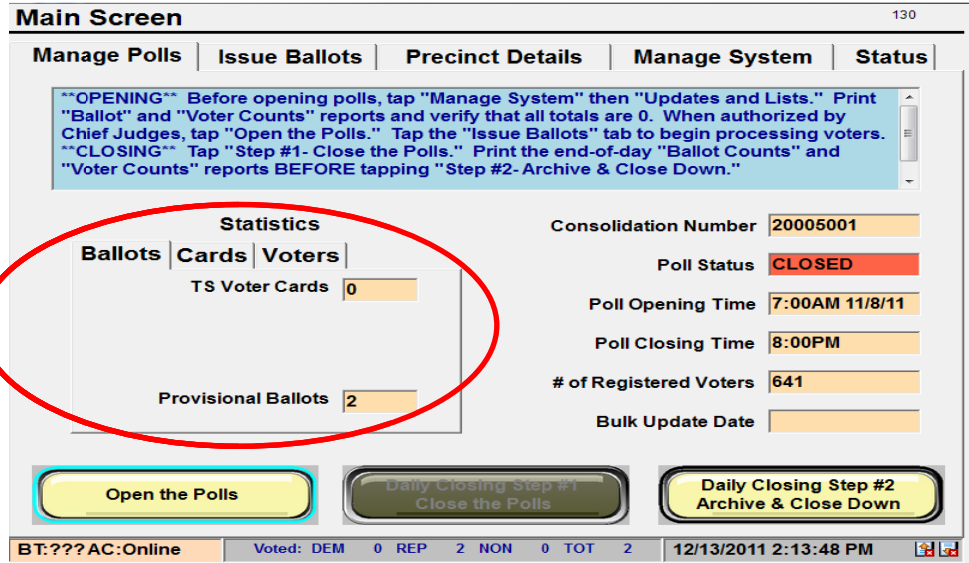 Main Screen
130
Manage Polls Issue Ballots Precinct Details Manage System Status
**OPENING** Before opening polls, tap "Manage System" then "Updates and Lists." Print
"Ballot" and "Voter Counts" reports and verify that all totals are 0. When authorized by
Chief Judges, tap "Open the Polls." Tap the "Issue Ballots" tab to begin processing voters.
**CLOSING** Tap "Step #1- Close the Polls." Print the end-of-day "Ballot Counts" and
"Voter Counts" reports BEFORE tapping "Step #2- Archive & Close Down."
Statistics
Ballots Cards Voters
TS Voter Cards 0
Provisional Ballots 2
Consolidation Number 20005001
Poll Status CLOSED
Poll Opening Time 7:00AM 11/8/11
Poll Closing Time 8:00PM
# of Registered Voters 641
Bulk Update Date
Open the Polls
Daily Closing Step #1
Close the Polls
Daily Closing Step #2
Archive & Close Down
BT:???AC:Online Voted: DEM 0 REP 2 NON 0 TOT 2 12/13/2011 2:13:48 PM